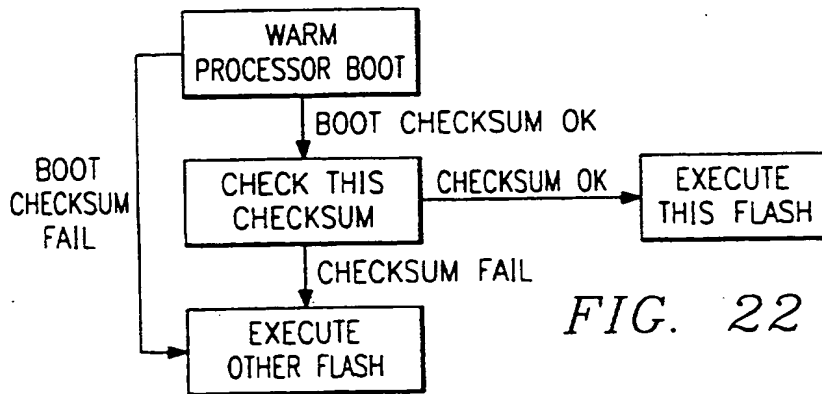 WARM
PROCESSOR BOOT
BOOT CHECKSUM OK
BOOT
CHECKSUM
FAIL
CHECK THIS
CHECKSUM
CHECKSUM OK
EXECUTE
THIS FLASH
CHECKSUM FAIL
EXECUTE
OTHER FLASH
FIG. 22